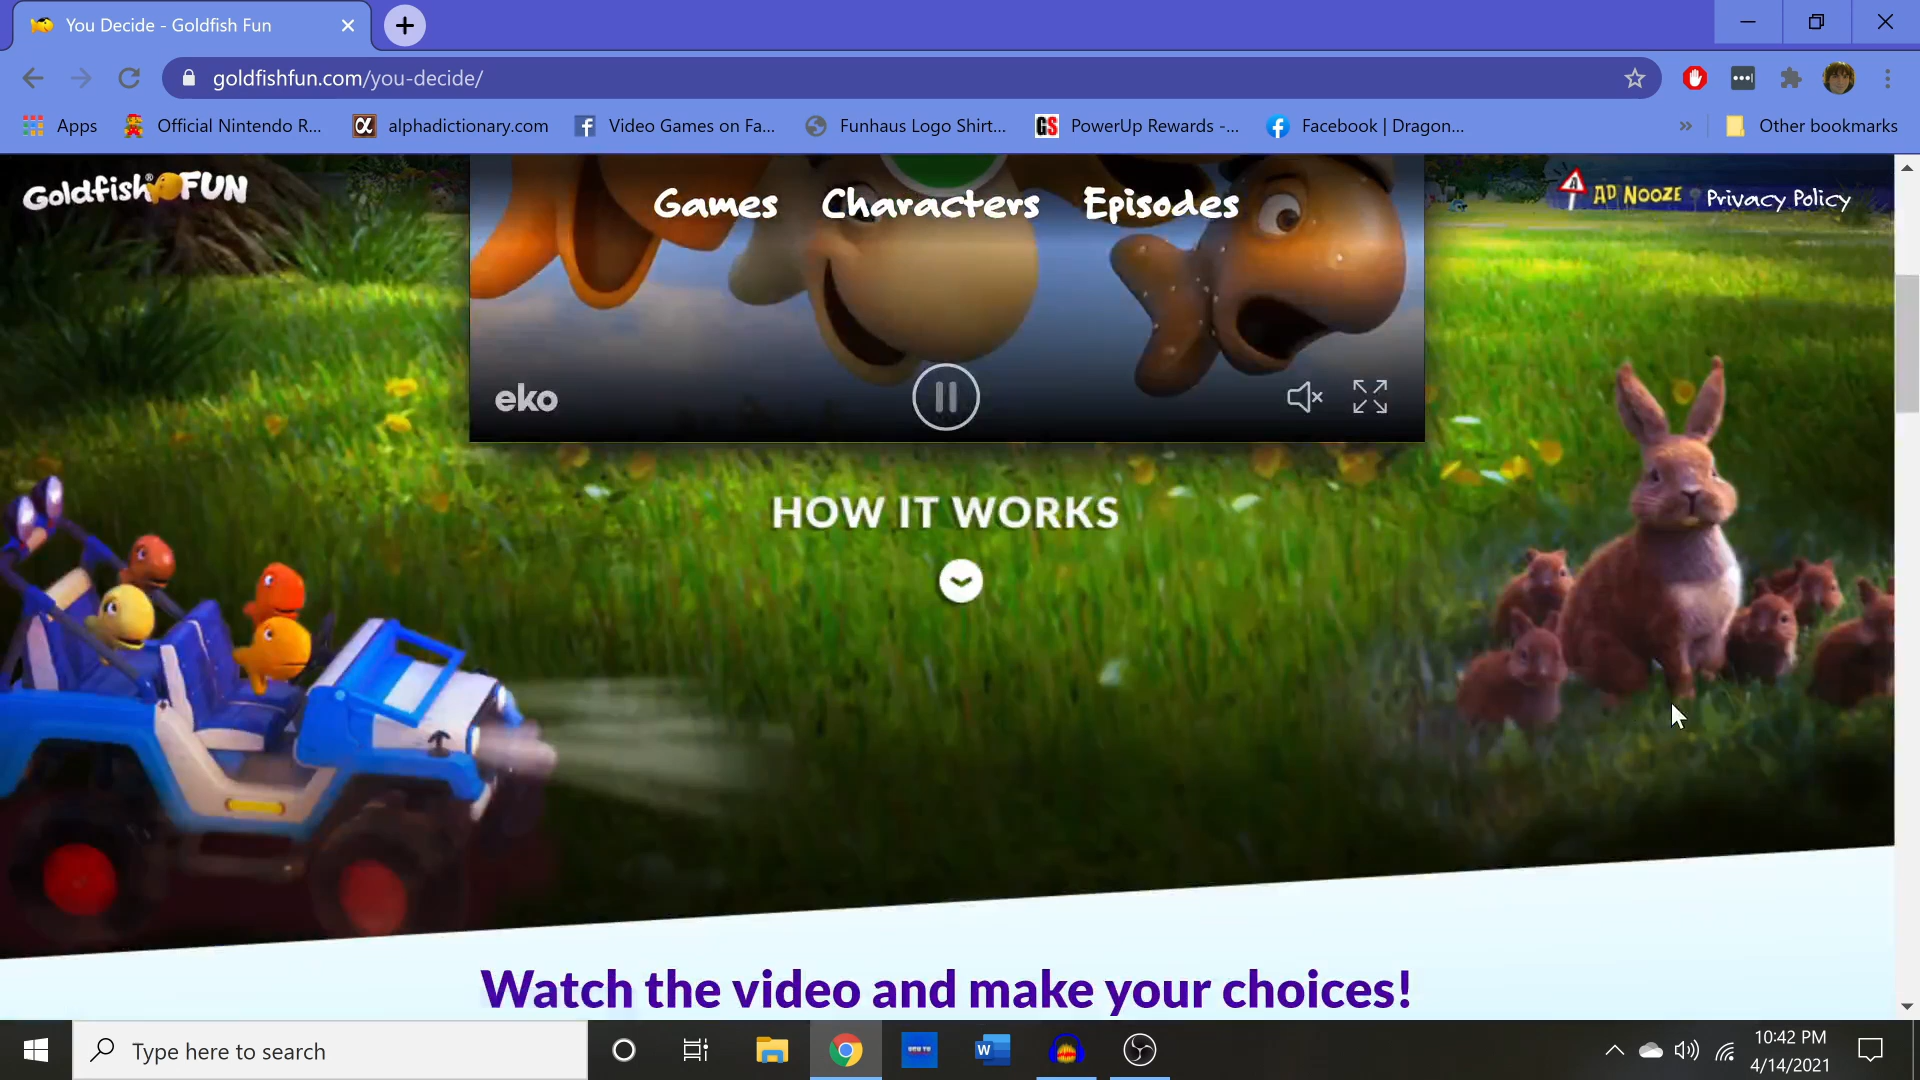 You Decide - Goldfish Fun
goldfishfun.com/you-decide/
Apps
Official Nintendo R...
alphadictionary.com
Video Games on Fa...
Funhaus Logo Shirt...
GS
PowerUp Rewards -...
Facebook | Dragon...
»
Other bookmarks
Goldfish® FUN
Games
Characters
Episodes
AD NOOZE
Privacy Policy
eko
HOW IT WORKS
Watch the video and make your choices!
Type here to search
W
10:42 PM
4/14/2021